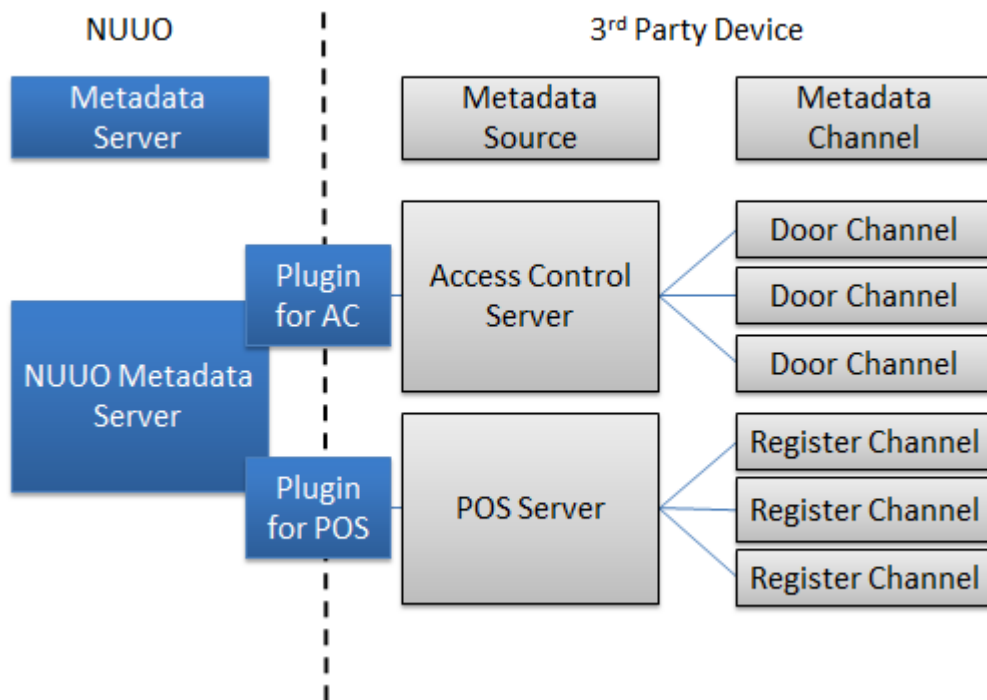 NUUO
3rd Party Device
Metadata
Server
Metadata
Source
Metadata
Channel
NUUO Metadata
Server
Plugin
for AC
Access Control
Server
Door Channel
Door Channel
Door Channel
Plugin
for POS
POS Server
Register Channel
Register Channel
Register Channel